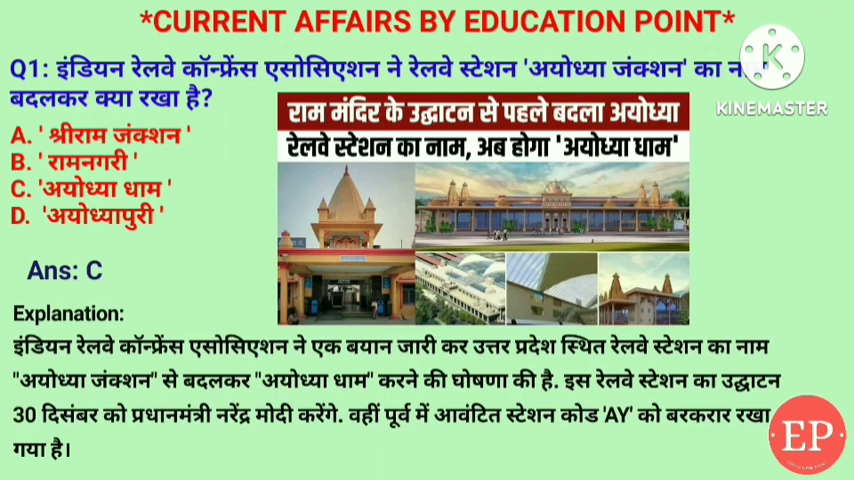 *CURRENT AFFAIRS BY EDUCATION POINT*
Q1: इंडियन रेलवे कॉन्फ्रेंस एसोसिएशन ने रेलवे स्टेशन 'अयोध्या जंक्शन' का
बदलकर क्या रखा है?
KINEMASTER
राम मंदिर के उद्घाटन से पहले बदला अयोध्या
रेलवे स्टेशन का नाम, अब होगा 'अयोध्या धाम'
A. ' श्रीराम जंक्शन '
B. ' रामनगरी '
C. 'अयोध्या धाम '
D. 'अयोध्यापुरी '
Ans: C
Explanation:
इंडियन रेलवे कॉन्फ्रेंस एसोसिएशन ने एक बयान जारी कर उत्तर प्रदेश स्थित रेलवे स्टेशन का नाम
"अयोध्या जंक्शन" से बदलकर "अयोध्या धाम" करने की घोषणा की है. इस रेलवे स्टेशन का उद्घाटन
30 दिसंबर को प्रधानमंत्री नरेंद्र मोदी करेंगे. वहीं पूर्व में आवंटित स्टेशन कोड 'AY' को बरकरार रखा
गया है।
EP